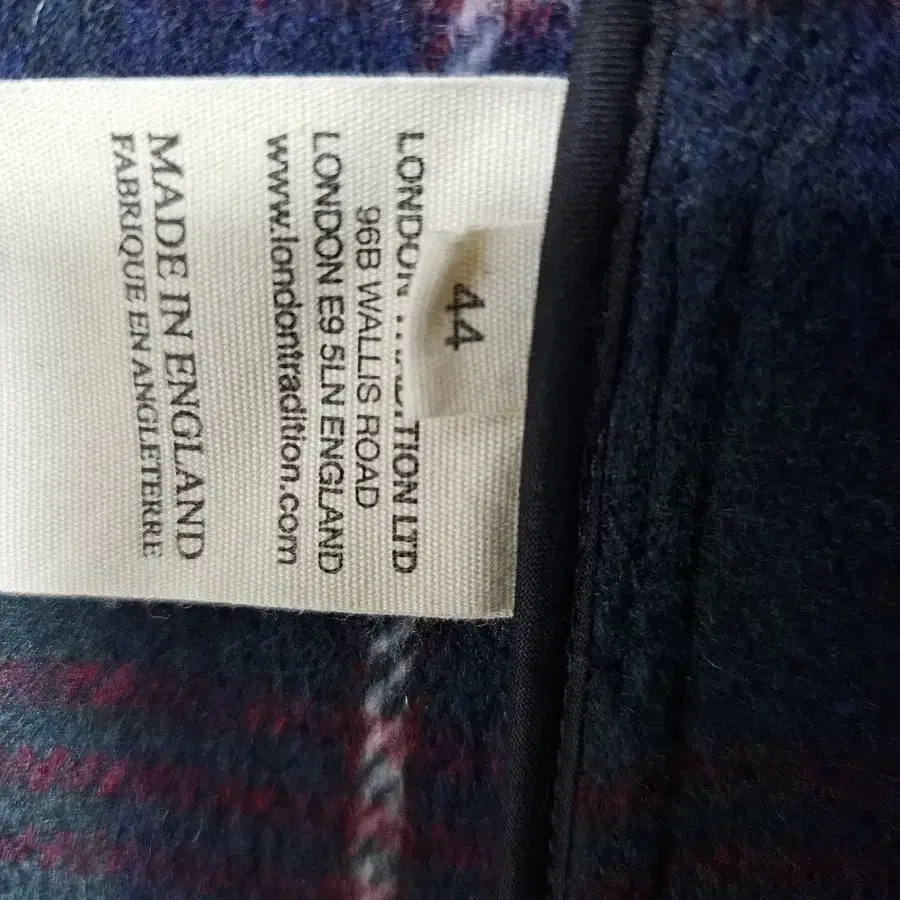 44
LONDON TRADITION LTD
96B WALLIS ROAD
LONDON E9 5LN ENGLAND
www.londontradition.com
MADE IN ENGLAND
FABRIQUE EN ANGLETERRE